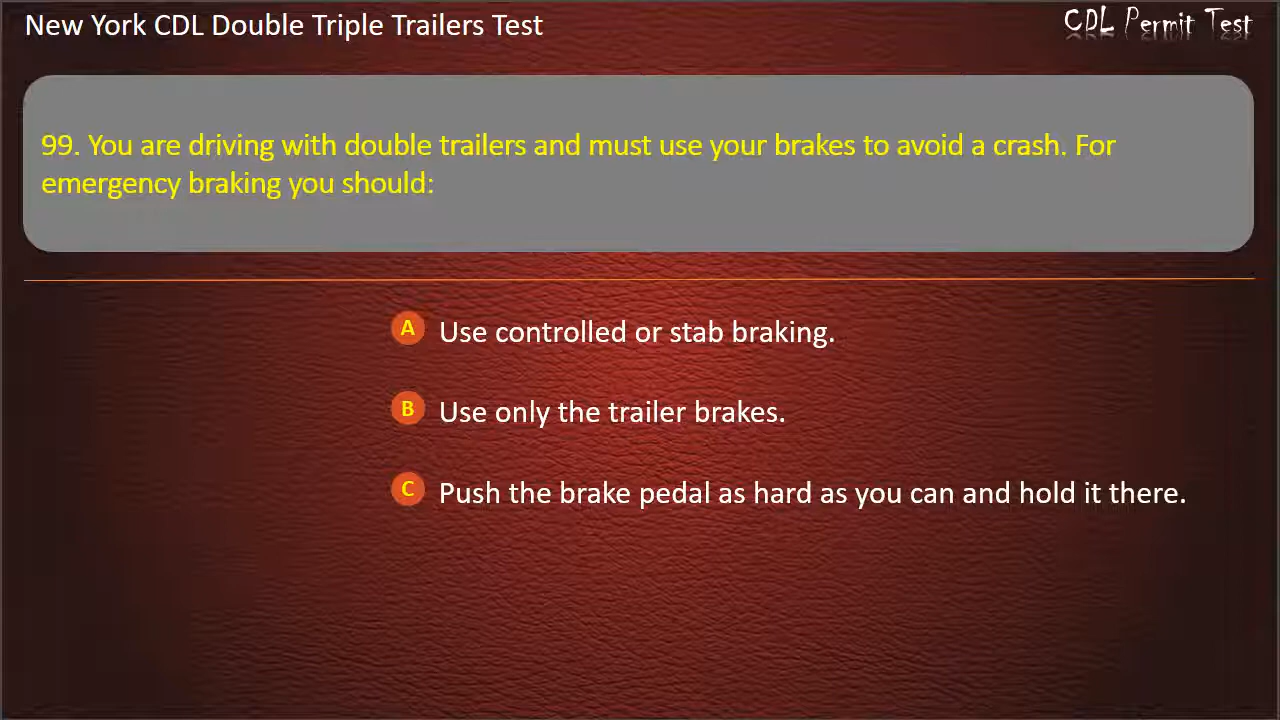 New York CDL Double Triple Trailers Test
CDL Permit Test
99. You are driving with double trailers and must use your brakes to avoid a crash. For
emergency braking you should:
A Use controlled or stab braking.
B Use only the trailer brakes.
C Push the brake pedal as hard as you can and hold it there.